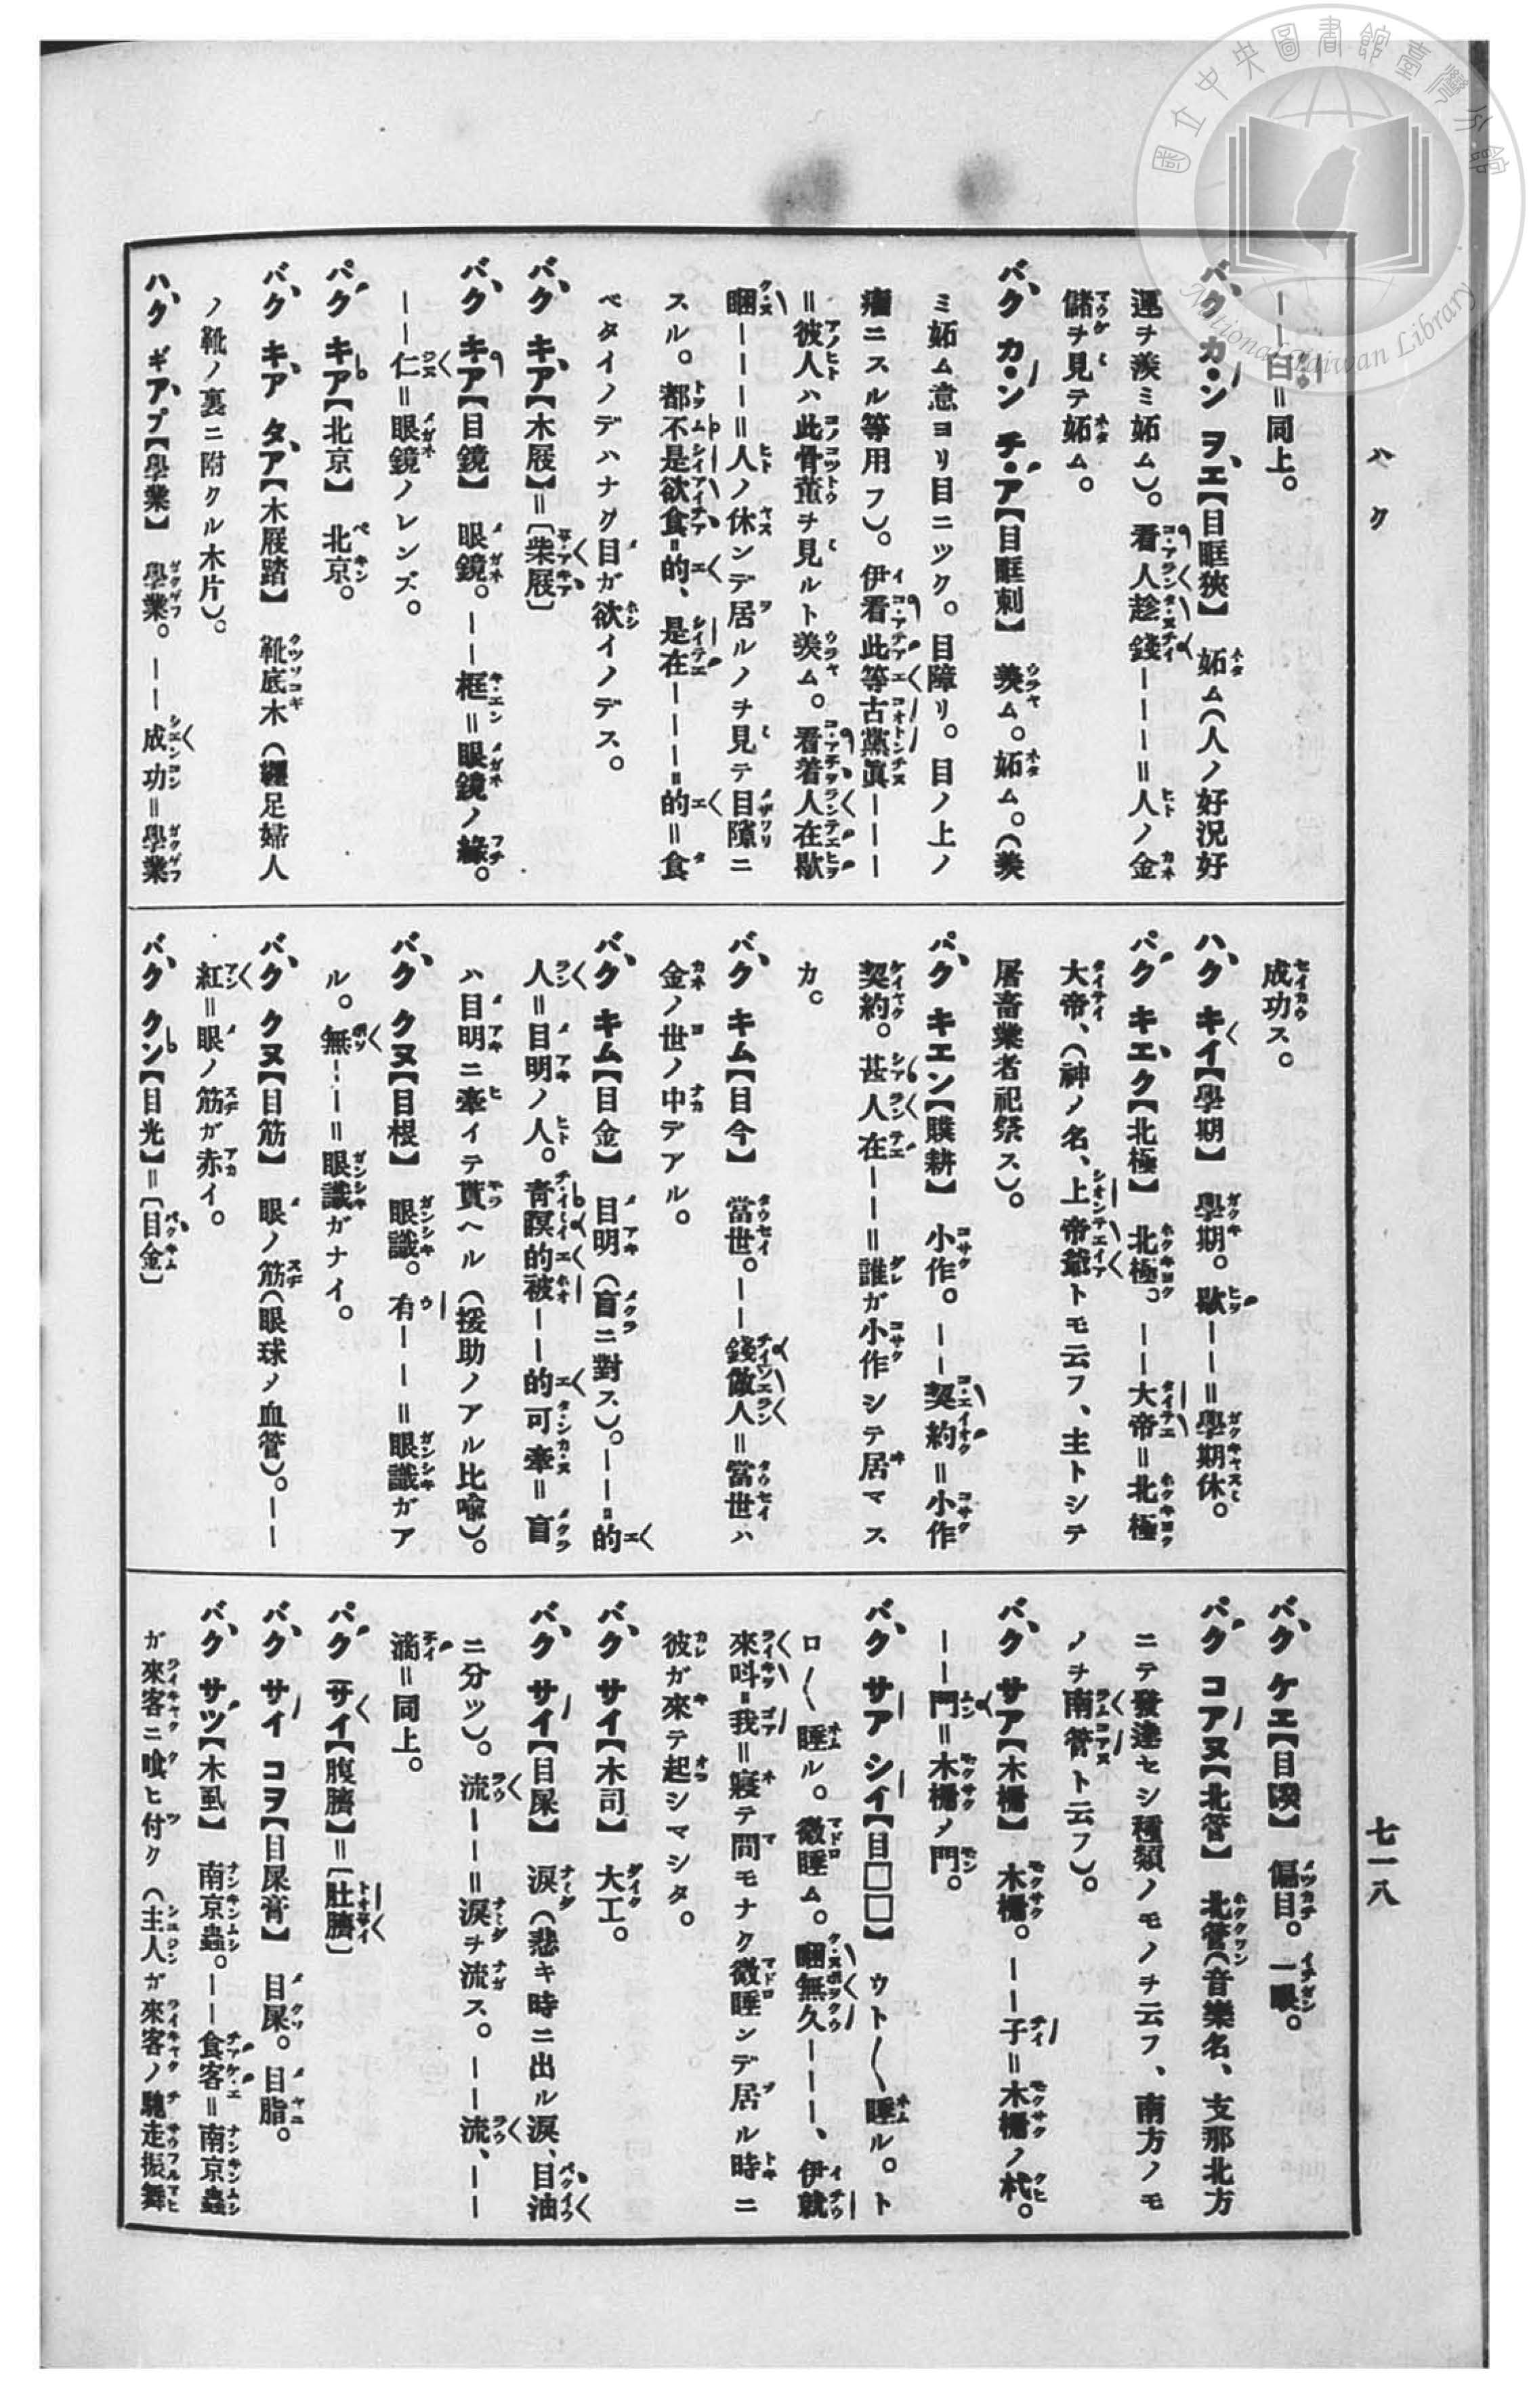 國立中央圖書館臺灣分館
National Taiwan Library
ハク
七一八
——白＝同上。
バク カン ヲエ【目眶狹】 妬ム(人ノ好況好
運ヲ羨ミ妬ム)。看人趁錢———＝人ノ金
儲ヲ見テ妬ム。
バク カン チア【目眶刺】 羨ム。妬ム。(羨
ミ妬ム意ヨリ目ニツク。目障リ。目ノ上ノ
瘤ニスル等用フ)。伊看此等古董眞———
＝彼人ハ此骨董ヲ見ルト羨ム。看着人在歇
睏———＝人ノ休ンデ居ルノヲ見テ目障ニ
スル。都不是欲食＝的、是在————＝的＝食
ベタイノデハナク目ガ欲イノデス。
バク キア【木屐】＝〔柴屐〕
バク キア【目鏡】 眼鏡。——框＝眼鏡ノ緣。
——仁＝眼鏡ノレンズ。
パク キア【北京】 北京。
バク キア タア【木屐踏】 靴底木(纏足婦人
ノ靴ノ裏ニ附クル木片)。
ハク ギアプ【學業】 學業。——成功＝學業
成功ス。
ハク キイ【學期】 學期。歇——＝學期休。
パク キエク【北極】 北極。——大帝＝北極
大帝、(神ノ名、上帝爺トモ云フ、主トシテ
屠畜業者祀祭ス)。
パク キエン【贌耕】 小作。——契約＝小作
契約。甚人在——＝誰ガ小作シテ居マス
カ。
バク キム【目今】 當世。——錢做人＝當世ハ
金ノ世ノ中デアル。
バク キム【目金】 目明(盲ニ對ス)。——＝的
人＝目明ノ人。青瞑的被——的可牽＝盲
ハ目明ニ牽イテ貰ヘル(援助ノアル比喩)。
バク クヌ【目根】 眼識。有——＝眼識ガア
ル。無——＝眼識ガナイ。
バク クヌ【目筋】 眼ノ筋(眼球ノ血管)。——
紅＝眼ノ筋ガ赤イ。
バク クン【目光】＝〔目金〕
バク ケエ【目】 偏目。一眼。
パク コアヌ【北管】 北管(音樂名、支那北方
ニテ發達セシ種類ノモノヲ云フ、南方ノモ
ノヲ南管ト云フ)。
バク サア【木柵】 木柵。——子＝木柵ノ杙。
——門＝木柵ノ門。
バク サア シイ【目□□】 ウト〱睡ル。ト
ロ〱睡ル。微睡ム。睏無久———、伊就
來叫＝我＝寢テ間モナク微睡ンデ居ル時ニ
彼ガ來テ起シマシタ。
バク サイ【木司】 大工。
バク サイ【目屎】 涙(悲キ時ニ出ル涙、目油
ニ分ツ)。流——＝涙ヲ流ス。——流、——
滴＝同上。
パク サイ【腹臍】＝〔肚臍〕
バク サイ コヲ【目屎膏】 目屎。目脂。
バク サツ【木虱】 南京蟲。——食客＝南京蟲
ガ來客ニ喰ヒ付ク(主人ガ來客ノ馳走振舞